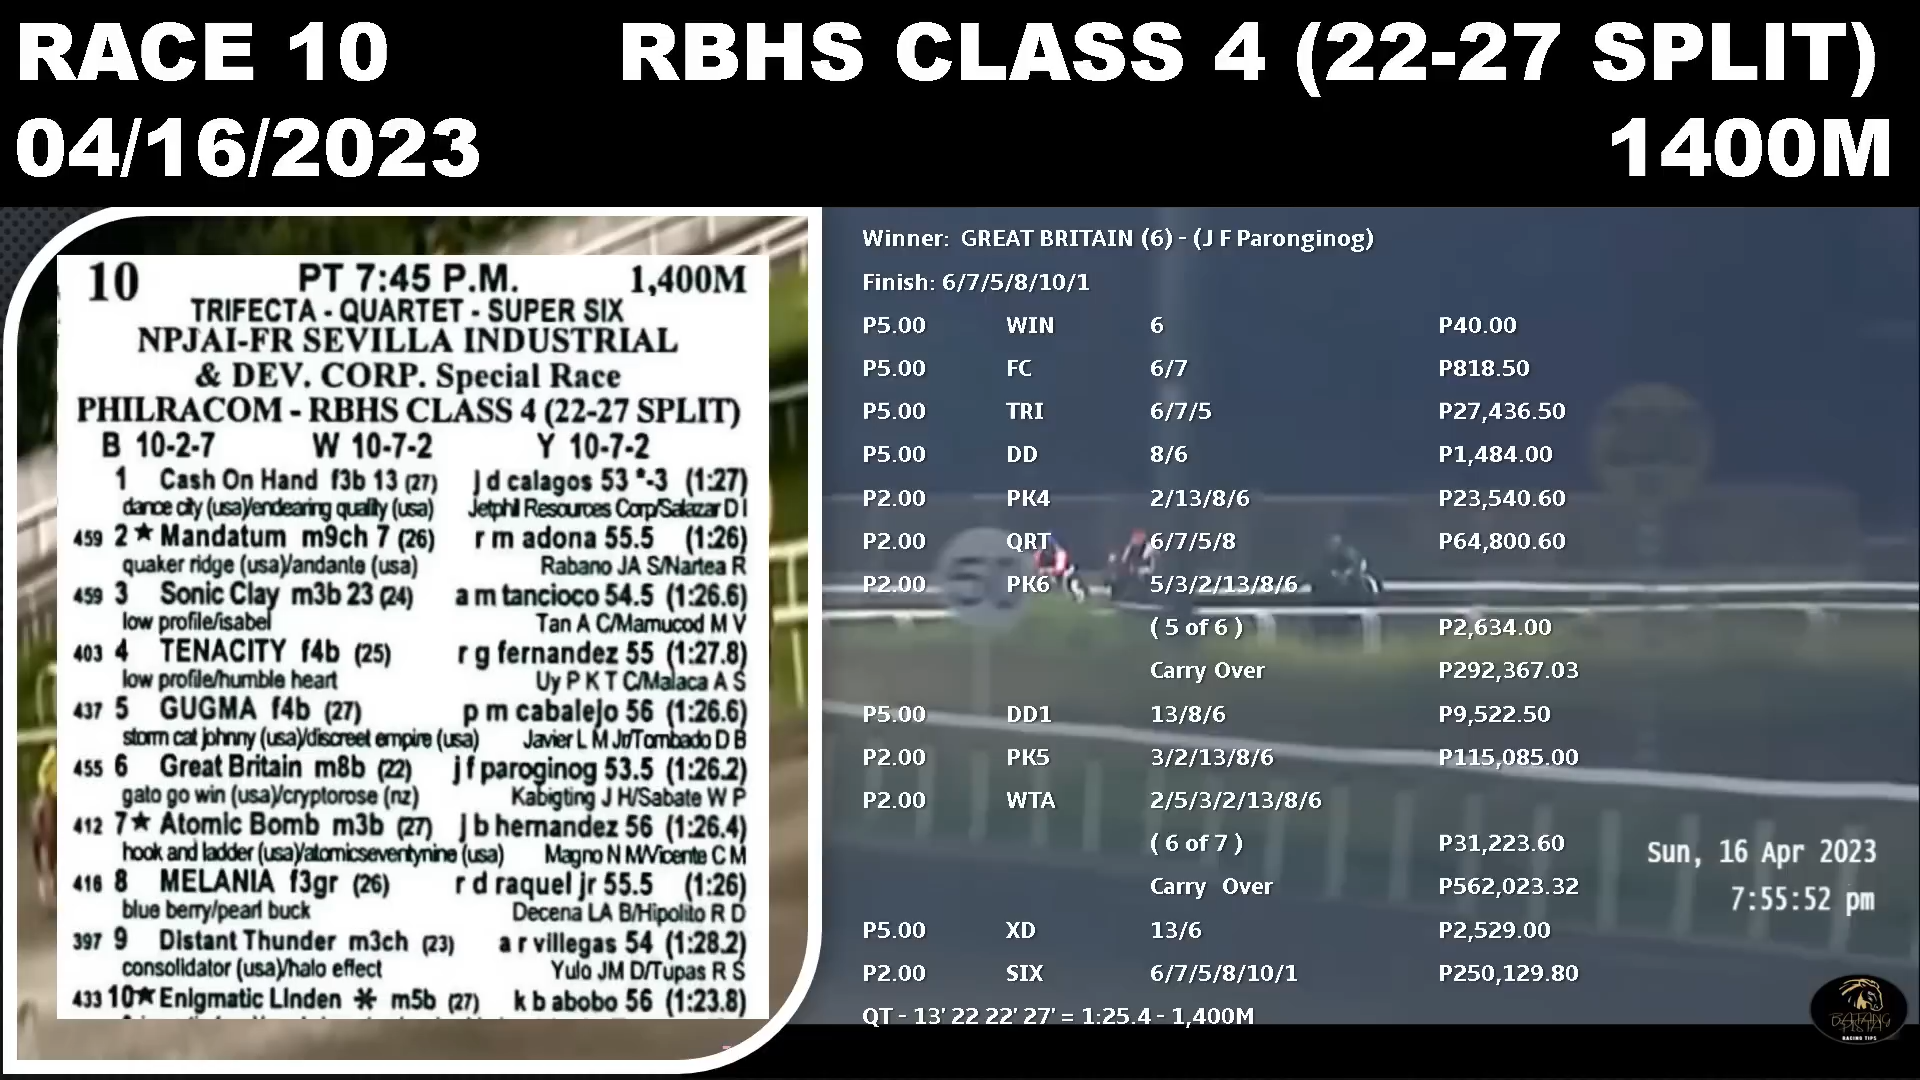 RACE 10 RBHS CLASS 4 (22-27 SPLIT)
04/16/2023 1400M
10 PT 7:45 P.M. 1,400M
TRIFECTA - QUARTET - SUPER SIX
NPJAI-FR SEVILLA INDUSTRIAL
& DEV. CORP. Special Race
PHILRACOM - RBHS CLASS 4 (22-27 SPLIT)
B 10-2-7 W 10-7-2 Y 10-7-2
1 Cash On Hand f3b 13 (27) j d calagos 53 *-3 (1:27)
dance city (usa)/endearing quality (usa) Jetphil Resources Corp/Salazar D I
459 2 ★ Mandatum m9ch 7 (26) r m adona 55.5 (1:26)
quaker ridge (usa)/andante (usa) Rabano JA S/Nartea R
459 3 Sonic Clay m3b 23 (24) a m tancioco 54.5 (1:26.6)
low profile/isabel Tan A C/Mamucod M V
403 4 TENACITY f4b (25) r g fernandez 55 (1:27.8)
low profile/humble heart Uy P K T C/Malaca A S
437 5 GUGMA f4b (27) p m cabalejo 56 (1:26.6)
storm cat johnny (usa)/discreet empire (usa) Javier L M Jr/Tombado D B
455 6 Great Britain m8b (22) j f paroginog 53.5 (1:26.2)
gato go win (usa)/cryptorose (nz) Kabigting J H/Sabate W P
412 7★ Atomic Bomb m3b (27) j b hernandez 56 (1:26.4)
hook and ladder (usa)/atomicseventynine (usa) Magno N M/Vicente C M
416 8 MELANIA f3gr (26) r d raquel jr 55.5 (1:26)
blue berry/pearl buck Decena LA B/Hipolito R D
397 9 Distant Thunder m3ch (23) a r villegas 54 (1:28.2)
consolidator (usa)/halo effect Yulo JM D/Tupas R S
433 10★ Enigmatic Linden ✻ m5b (27) k b abobo 56 (1:23.8)
Winner: GREAT BRITAIN (6) - (J F Paronginog)
Finish: 6/7/5/8/10/1
P5.00 WIN 6 P40.00
P5.00 FC 6/7 P818.50
P5.00 TRI 6/7/5 P27,436.50
P5.00 DD 8/6 P1,484.00
P2.00 PK4 2/13/8/6 P23,540.60
P2.00 QRT 6/7/5/8 P64,800.60
P2.00 PK6 5/3/2/13/8/6
( 5 of 6 ) P2,634.00
Carry Over P292,367.03
P5.00 DD1 13/8/6 P9,522.50
P2.00 PK5 3/2/13/8/6 P115,085.00
P2.00 WTA 2/5/3/2/13/8/6
( 6 of 7 ) P31,223.60
Carry Over P562,023.32
P5.00 XD 13/6 P2,529.00
P2.00 SIX 6/7/5/8/10/1 P250,129.80
QT - 13' 22 22' 27' = 1:25.4 - 1,400M
Sun, 16 Apr 2023
7:55:52 pm
BATANG
PISTA
RACING TIPS